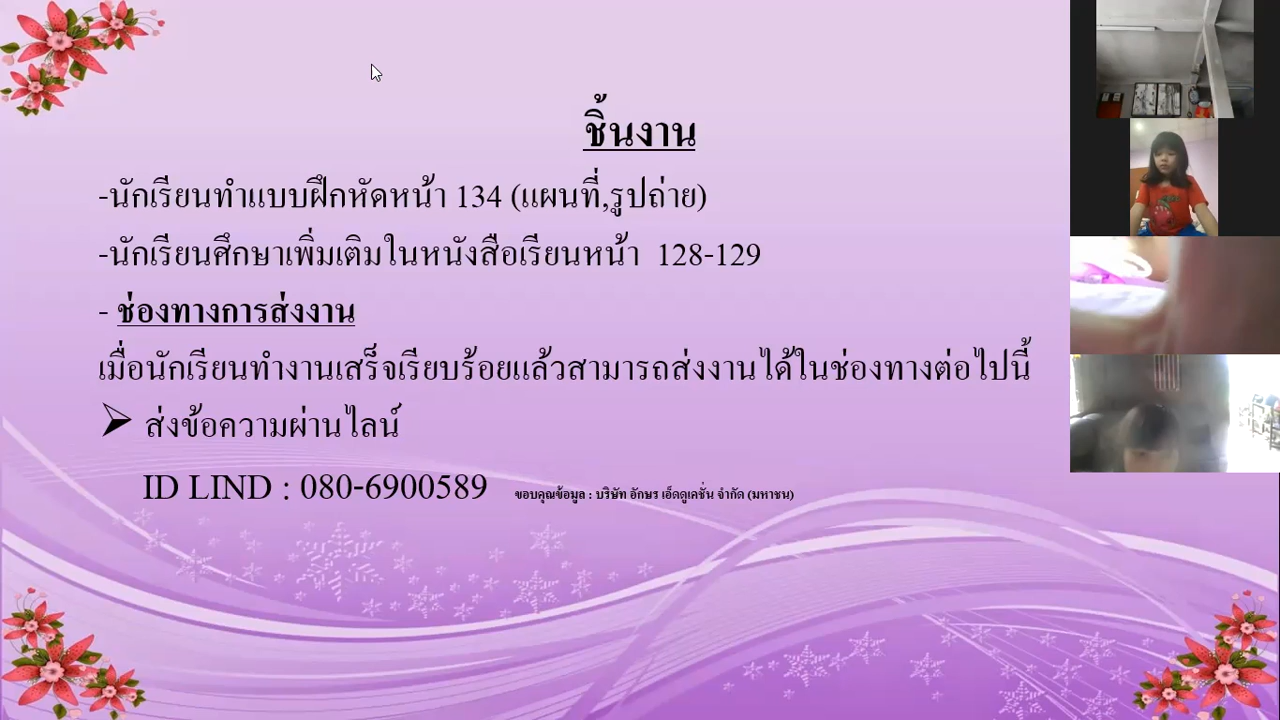 ชิ้นงาน
-นักเรียนทำแบบฝึกหัดหน้า 134 (แผนที่,รูปถ่าย)
-นักเรียนศึกษาเพิ่มเติมในหนังสือเรียนหน้า 128-129
- ช่องทางการส่งงาน
เมื่อนักเรียนทำงานเสร็จเรียบร้อยแล้วสามารถส่งงานได้ในช่องทางต่อไปนี้
➢ ส่งข้อความผ่านไลน์
ID LIND : 080-6900589 ขอบคุณข้อมูล : บริษัท อักษร เอ็ดดูเคชั่น จำกัด (มหาชน)